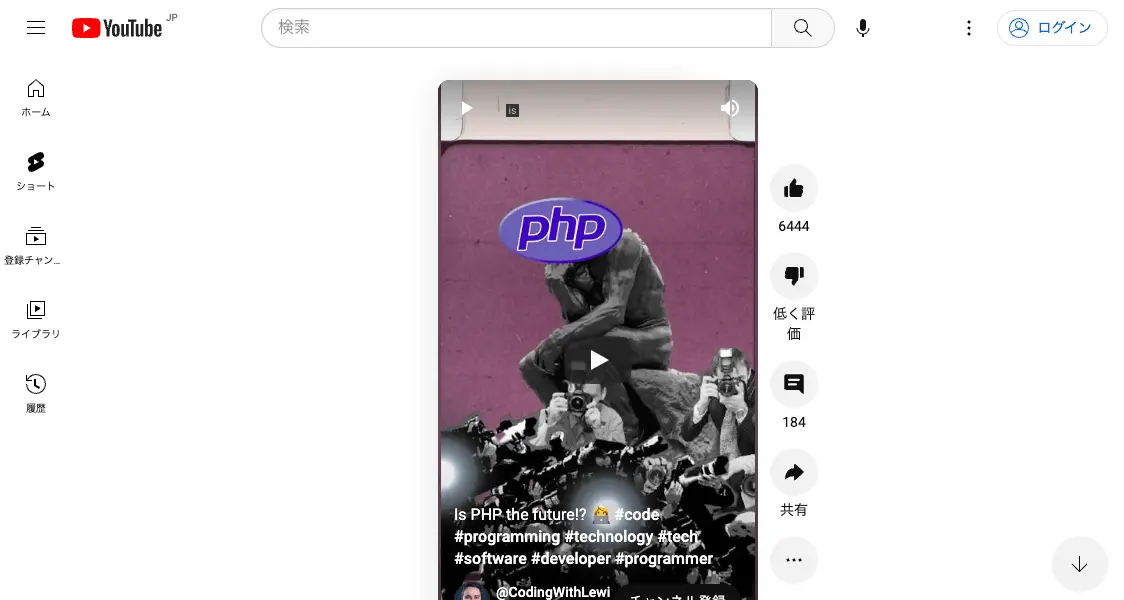 YouTube JP
検索
ログイン
ホーム
ショート
登録チャン...
ライブラリ
履歴
is
php
Is PHP the future!? 🧑‍💻 #code
#programming #technology #tech
#software #developer #programmer
@CodingWithLewi
チャンネル登録
6444
低く評
価
184
共有